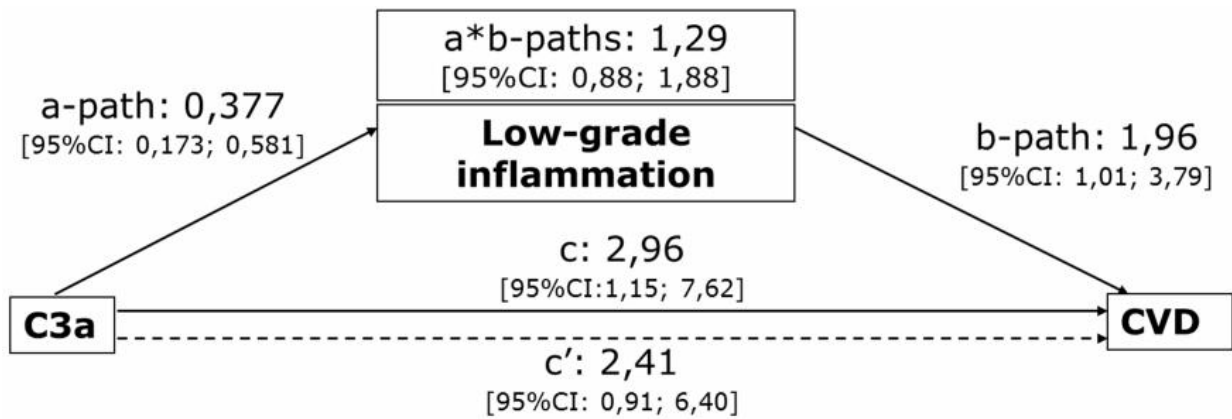 a*b-paths: 1,29
[95%CI: 0,88; 1,88]
a-path: 0,377
[95%CI: 0,173; 0,581]
Low-grade
inflammation
b-path: 1,96
[95%CI: 1,01; 3,79]
c: 2,96
[95%CI:1,15; 7,62]
C3a
CVD
c’: 2,41
[95%CI: 0,91; 6,40]